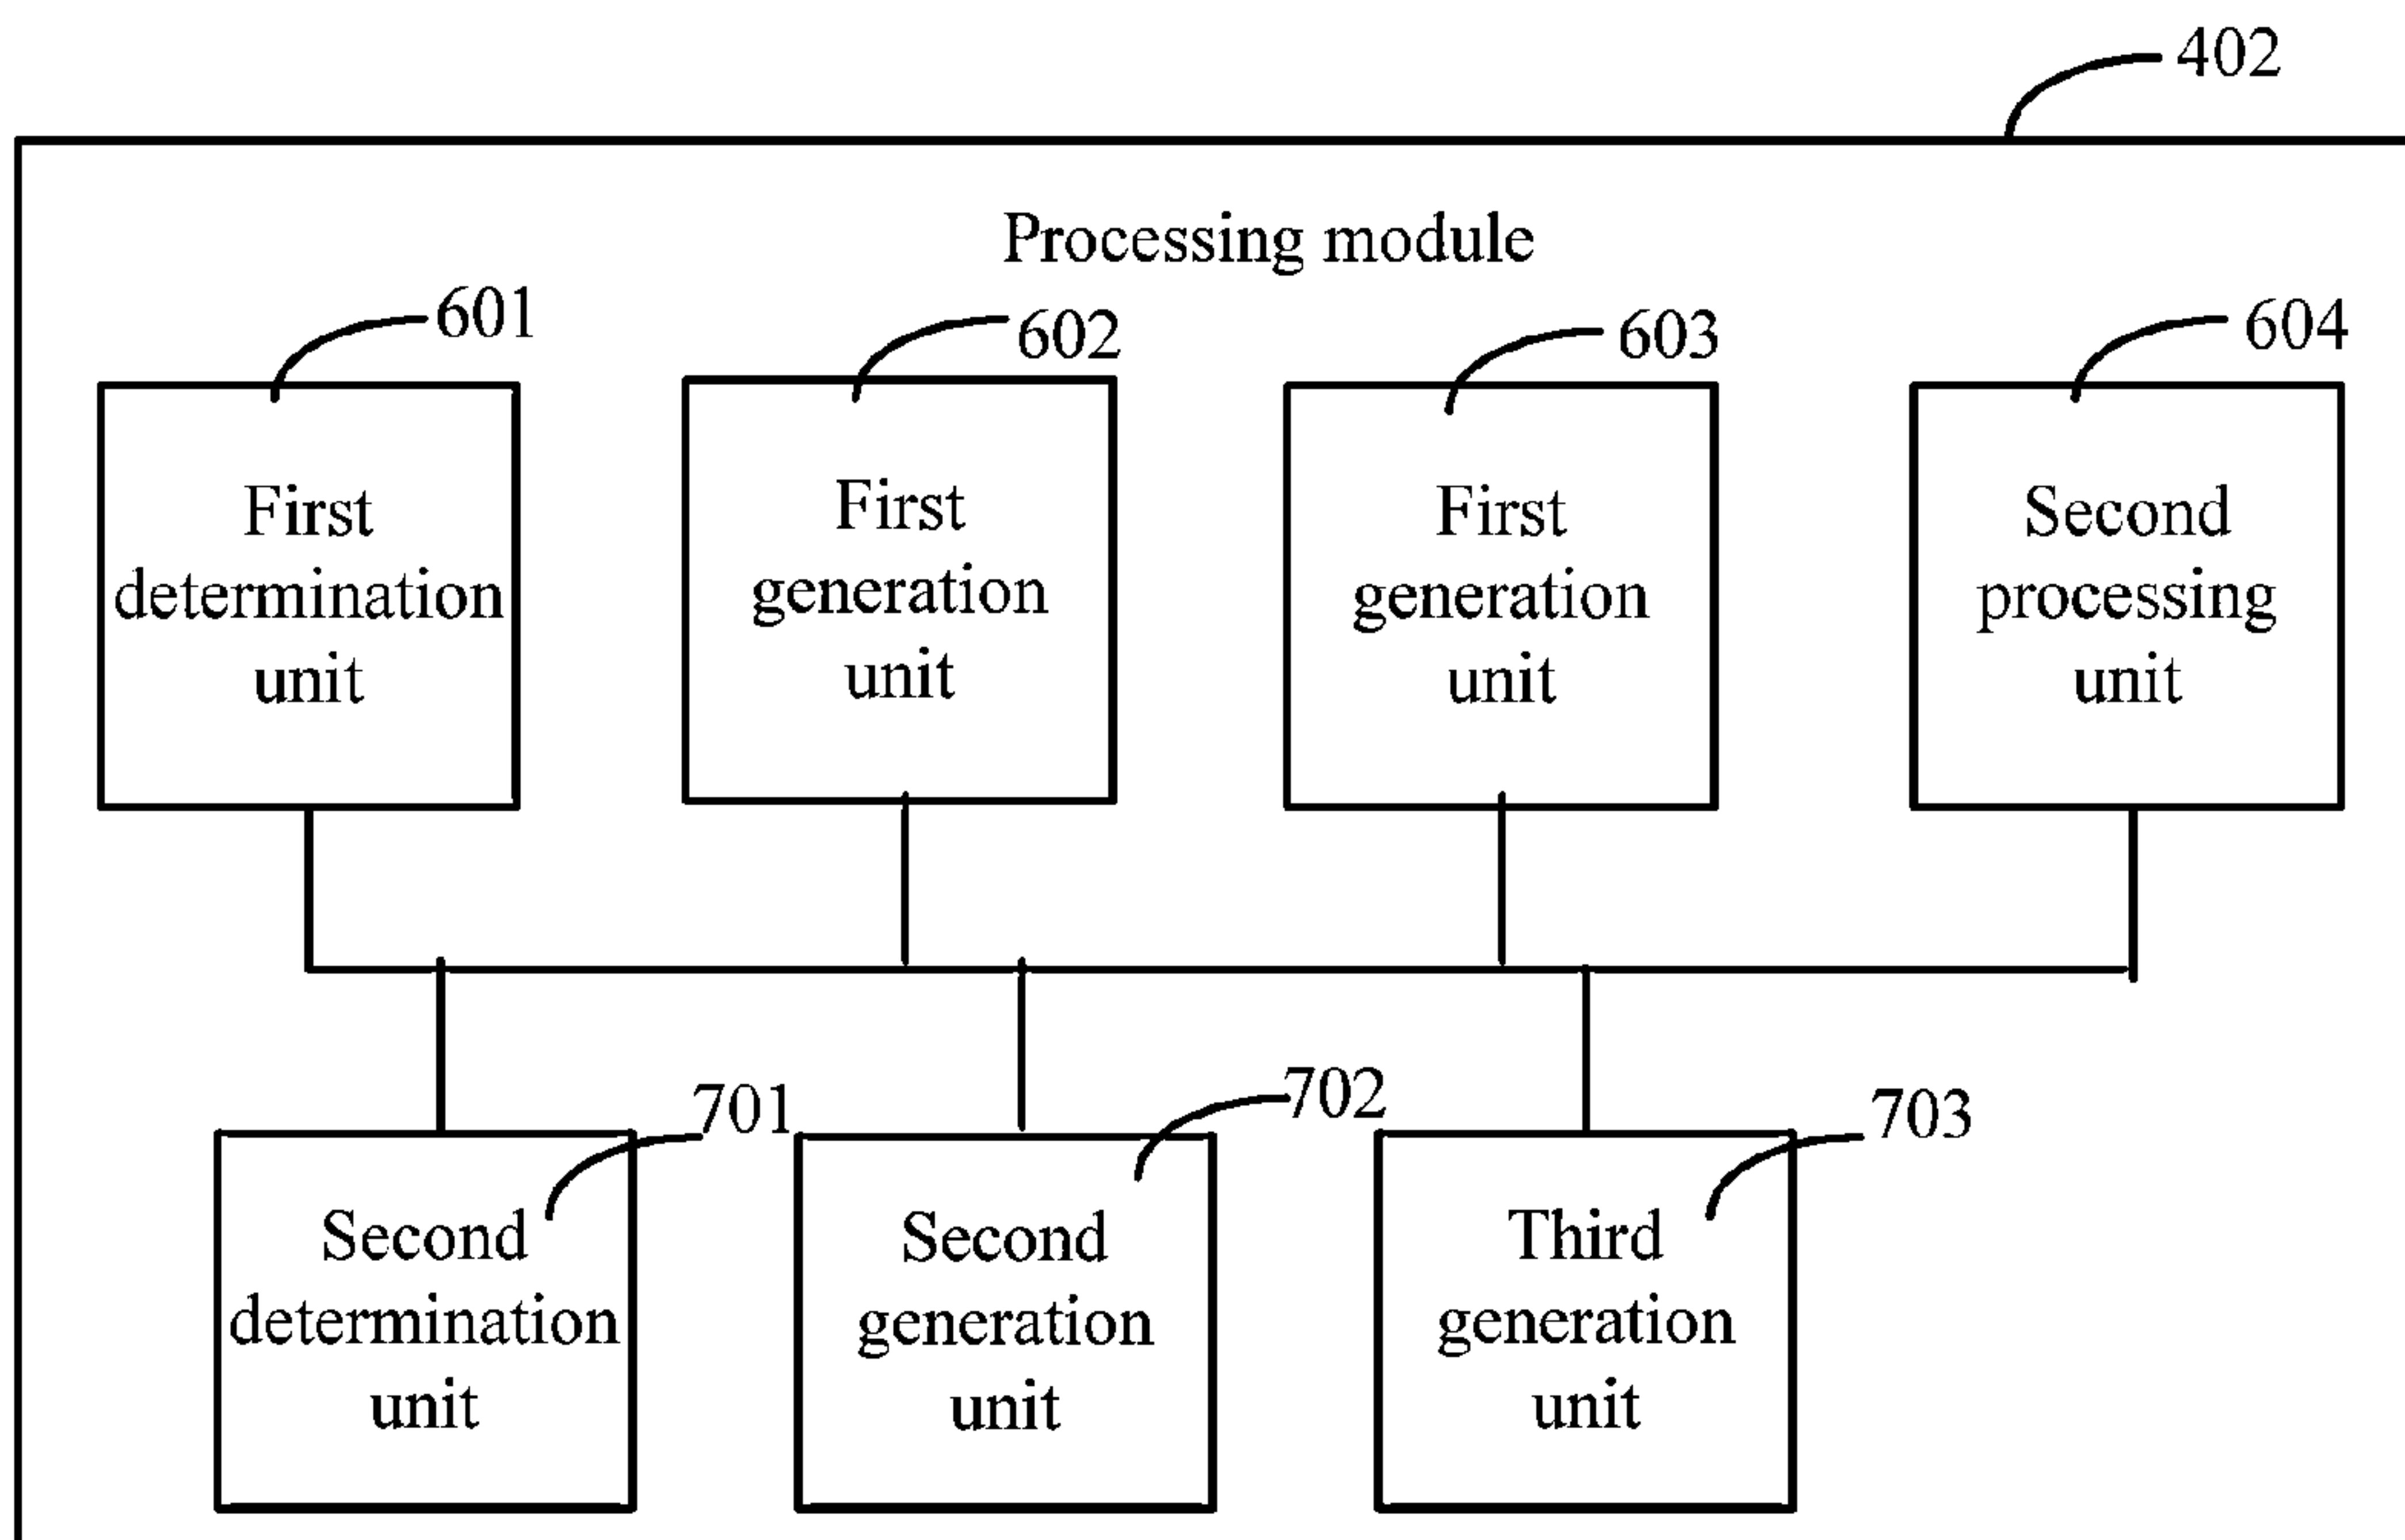 402
Processing module
601
602
603
604
First
determination
unit
First
generation
unit
First
generation
unit
Second
processing
unit
701
702
703
Second
determination
unit
Second
generation
unit
Third
generation
unit